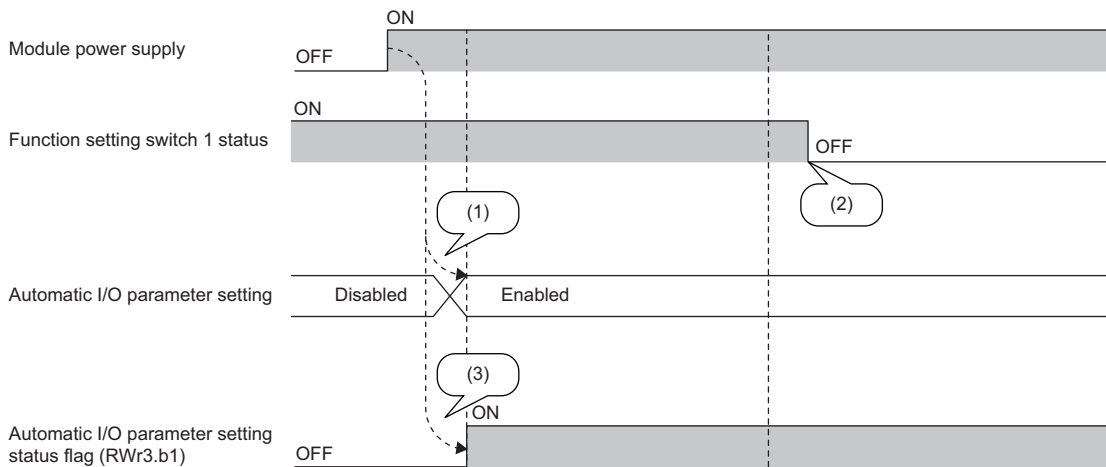 ON
Module power supply
OFF
ON
Function setting switch 1 status
OFF
(2)
(1)
Automatic I/O parameter setting
Disabled
Enabled
(3)
ON
Automatic I/O parameter setting
status flag (RWr3.b1)
OFF